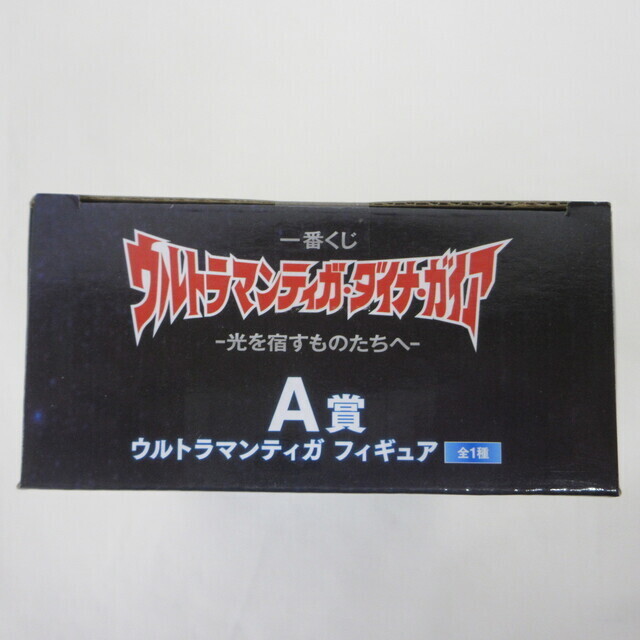 一番くじ
ウルトラマンティガ・ダイナ・ガイア
-光を宿すものたちへ-
A賞
ウルトラマンティガ フィギュア 全1種